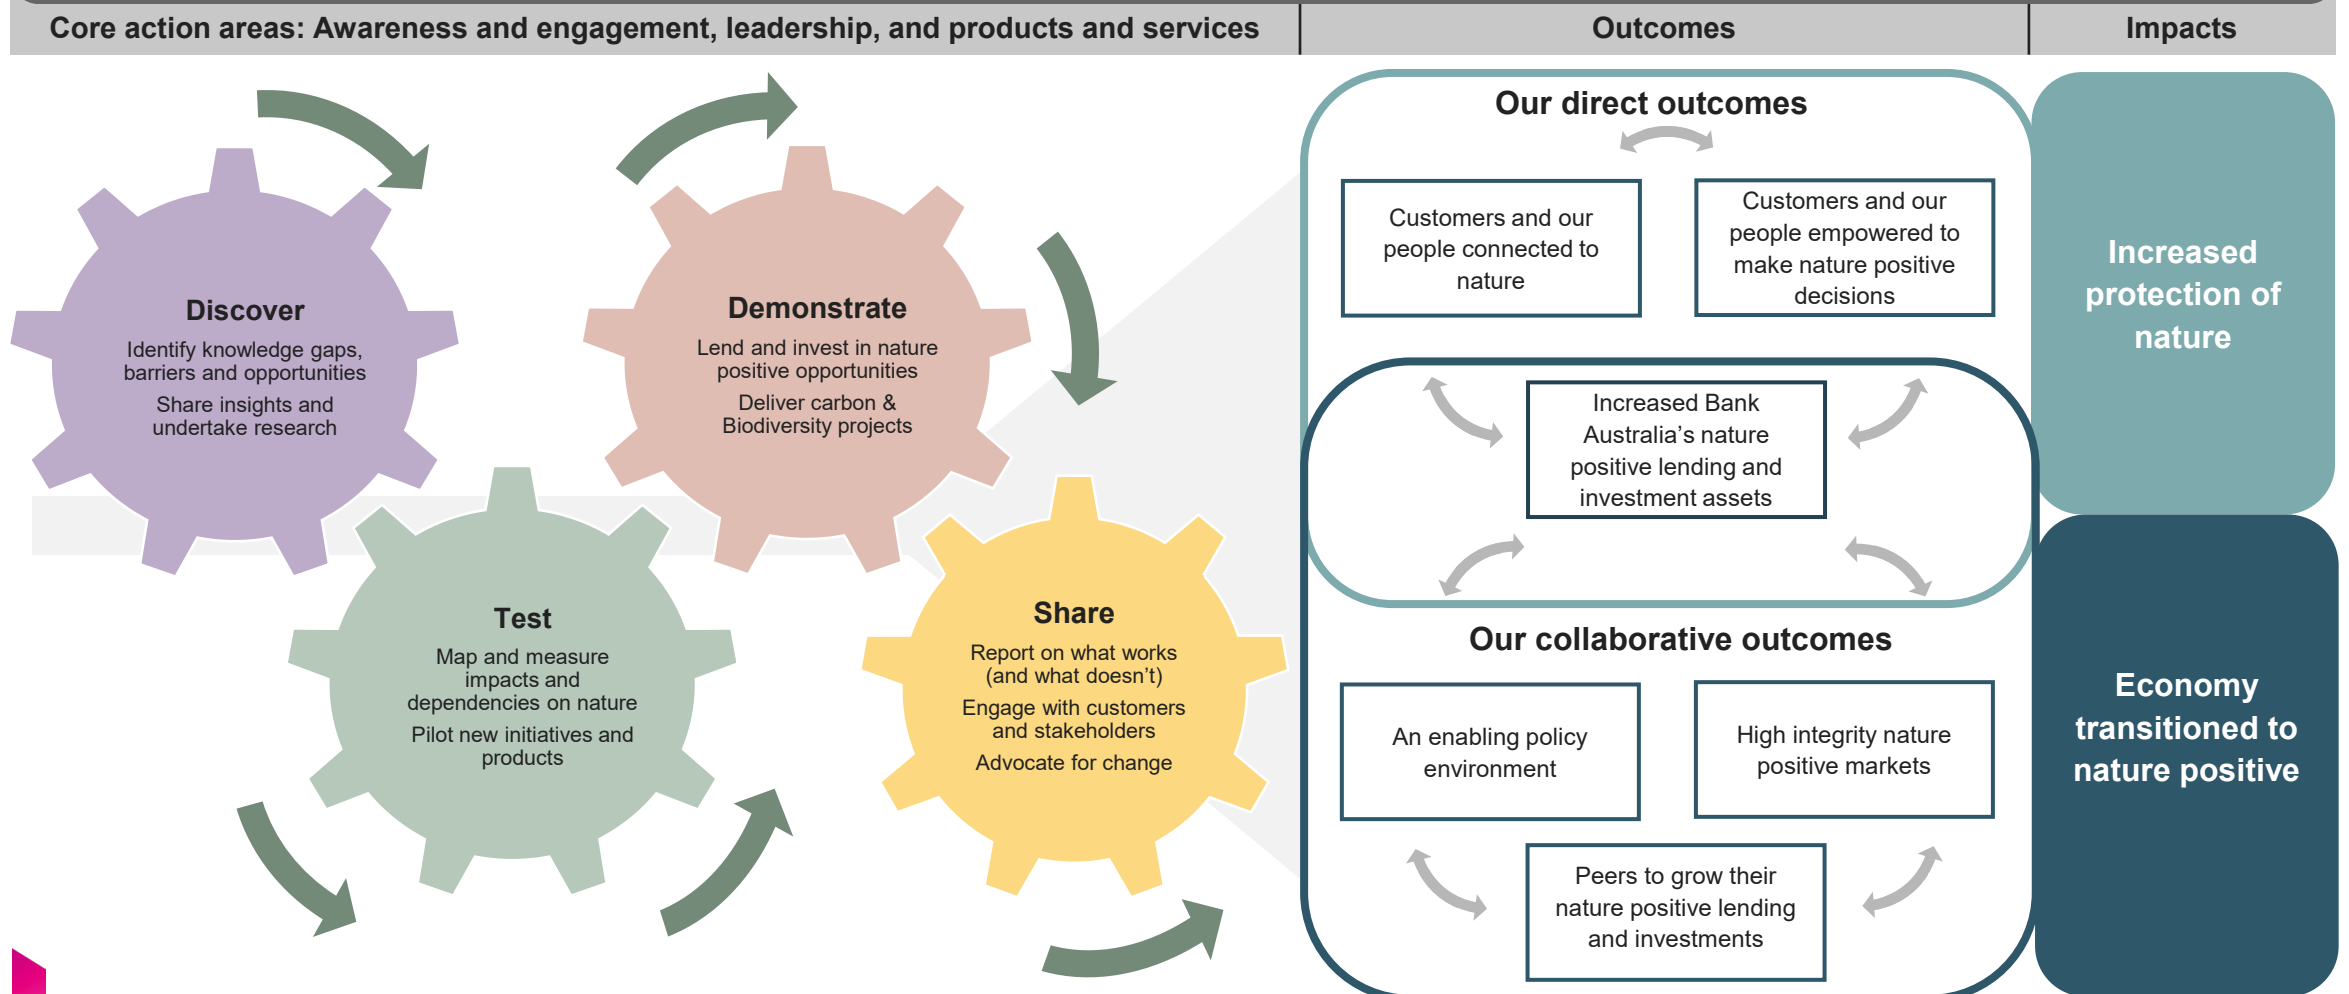 Core action areas: Awareness and engagement, leadership, and products and services
Outcomes
Impacts
Discover
Identify knowledge gaps,
barriers and opportunities
Share insights and
undertake research
Demonstrate
Lend and invest in nature
positive opportunities
Deliver carbon &
Biodiversity projects
Test
Map and measure
impacts and
dependencies on nature
Pilot new initiatives and
products
Share
Report on what works
(and what doesn’t)
Engage with customers
and stakeholders
Advocate for change
Our direct outcomes
Customers and our
people connected to
nature
Customers and our
people empowered to
make nature positive
decisions
Increased Bank
Australia’s nature
positive lending and
investment assets
Our collaborative outcomes
An enabling policy
environment
High integrity nature
positive markets
Peers to grow their
nature positive lending
and investments
Increased
protection of
nature
Economy
transitioned to
nature positive